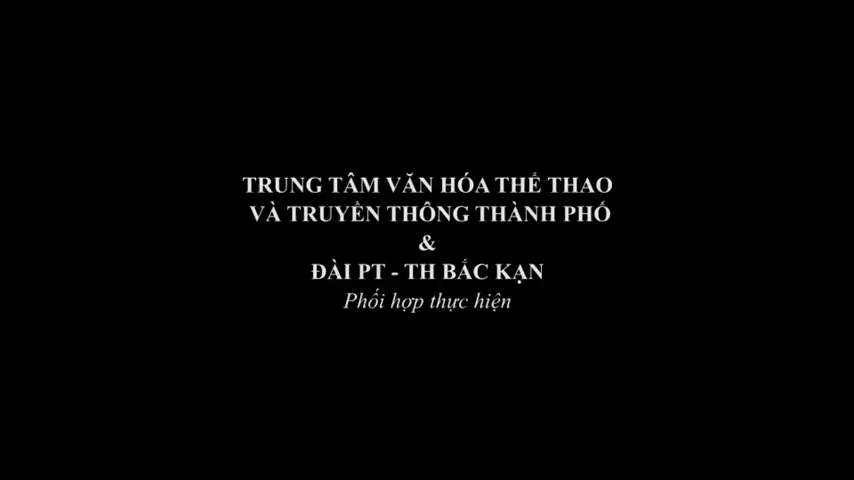 TRUNG TÂM VĂN HÓA THỂ THAO
VÀ TRUYỀN THÔNG THÀNH PHỐ
&
ĐÀI PT - TH BẮC KẠN
Phối hợp thực hiện